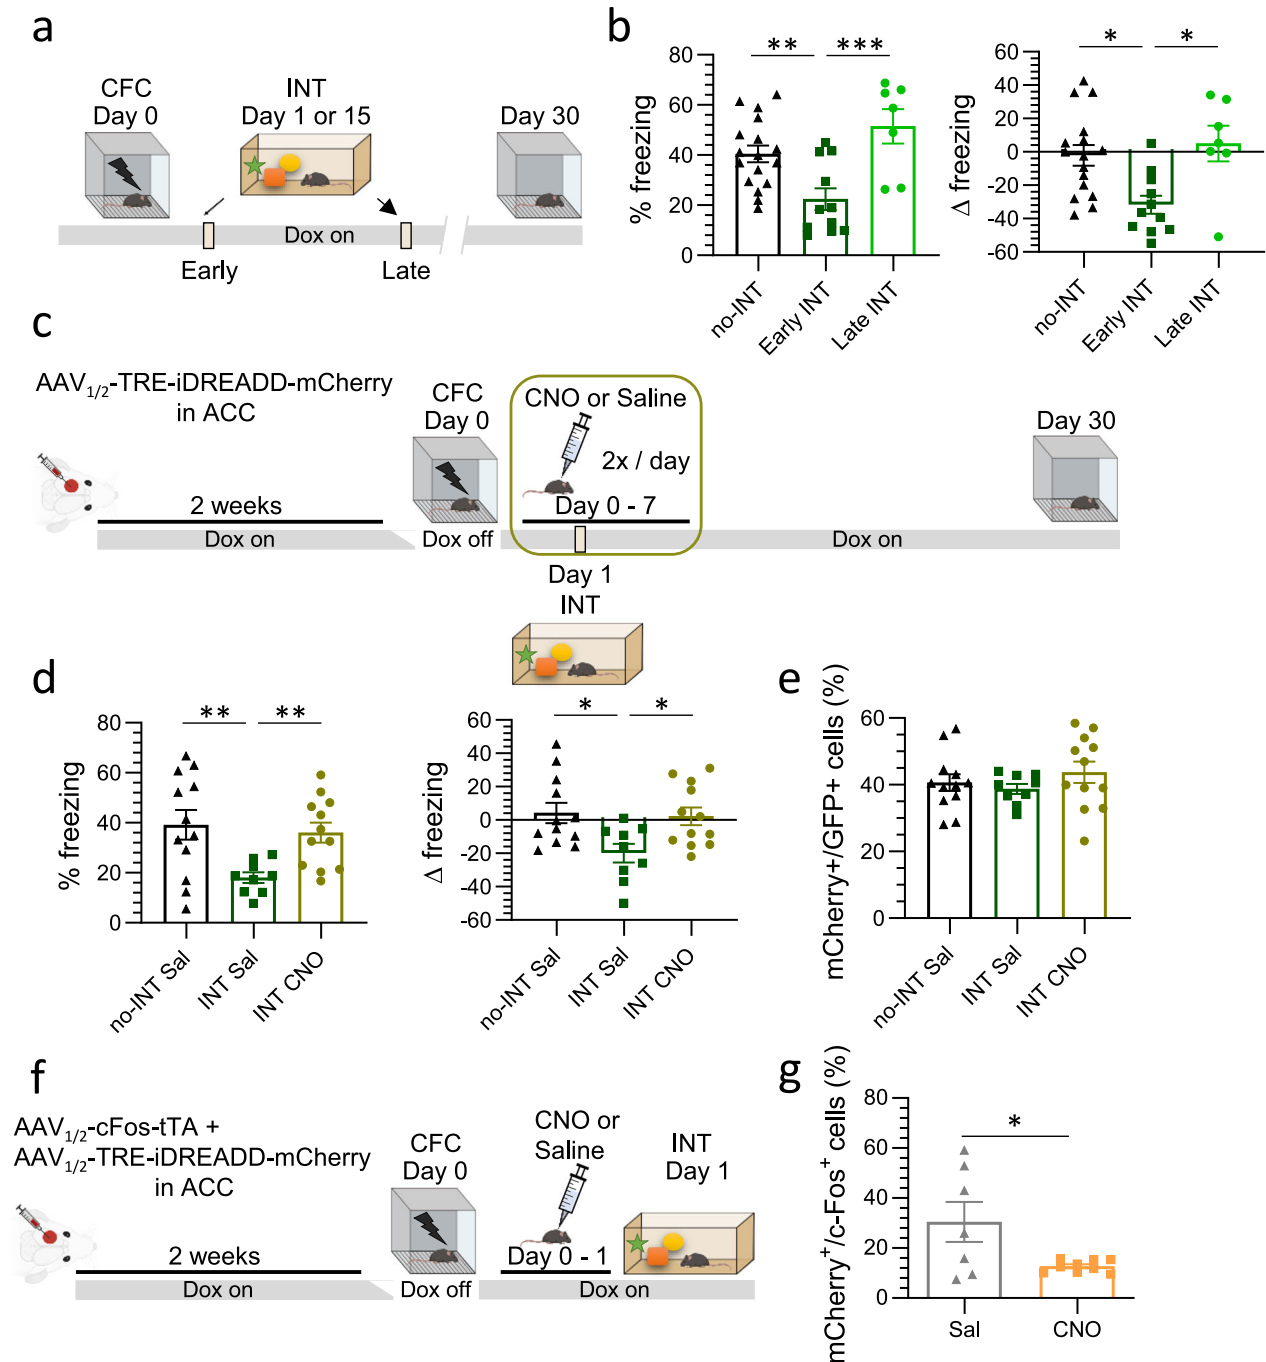 a
CFC
Day 0
INT
Day 1 or 15
Day 30
Dox on
Early
Late
b
** ***
% freezing
80
60
40
20
0
no-INT
Early INT
Late INT
* *
Δ freezing
60
40
20
0
-20
-40
-60
no-INT
Early INT
Late INT
c
AAV1/2-TRE-iDREADD-mCherry
in ACC
2 weeks
Dox on
CFC
Day 0
Dox off
CNO or Saline
2x / day
Day 0 - 7
Day 1
INT
Dox on
Day 30
d
** **
% freezing
80
60
40
20
0
no-INT Sal
INT Sal
INT CNO
* *
Δ freezing
60
40
20
0
-20
-40
-60
no-INT Sal
INT Sal
INT CNO
e
mCherry+/GFP+ cells (%)
60
40
20
0
no-INT Sal
INT Sal
INT CNO
f
AAV1/2-cFos-tTA +
AAV1/2-TRE-iDREADD-mCherry
in ACC
2 weeks
Dox on
CFC
Day 0
Dox off
CNO or
Saline
Day 0 - 1
INT
Day 1
Dox on
g
*
mCherry+/c-Fos+ cells (%)
80
60
40
20
0
Sal
CNO